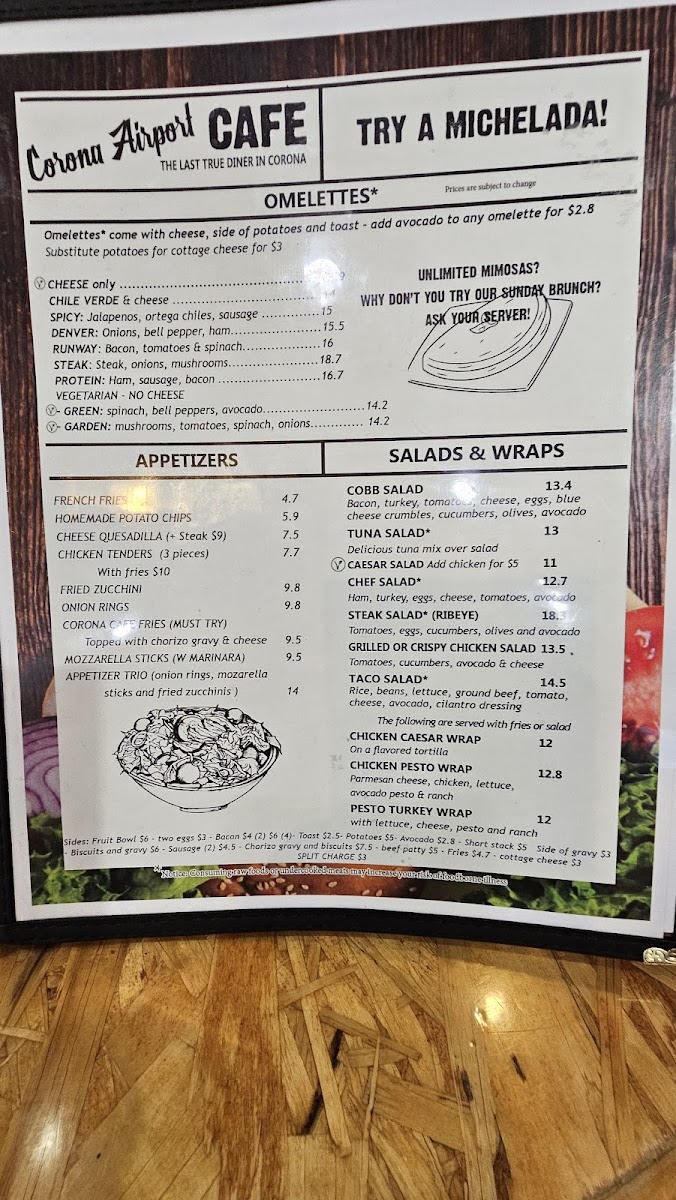 Corona Airport CAFE
THE LAST TRUE DINER IN CORONA
TRY A MICHELADA!
OMELETTES*
Prices are subject to change
Omelettes* come with cheese, side of potatoes and toast - add avocado to any omelette for $2.8
Substitute potatoes for cottage cheese for $3
CHEESE only
CHILE VERDE & cheese
SPICY: Jalapenos, ortega chiles, sausage 15
DENVER: Onions, bell pepper, ham 15.5
RUNWAY: Bacon, tomatoes & spinach 16
STEAK: Steak, onions, mushrooms 18.7
PROTEIN: Ham, sausage, bacon 16.7
VEGETARIAN - NO CHEESE
- GREEN: spinach, bell peppers, avocado 14.2
- GARDEN: mushrooms, tomatoes, spinach, onions 14.2
UNLIMITED MIMOSAS?
WHY DON'T YOU TRY OUR SUNDAY BRUNCH?
ASK YOUR SERVER!
APPETIZERS
FRENCH FRIES 4.7
HOMEMADE POTATO CHIPS 5.9
CHEESE QUESADILLA (+ Steak $9) 7.5
CHICKEN TENDERS (3 pieces) 7.7
With fries $10
FRIED ZUCCHINI 9.8
ONION RINGS 9.8
CORONA CAFE FRIES (MUST TRY)
Topped with chorizo gravy & cheese 9.5
MOZZARELLA STICKS (W MARINARA) 9.5
APPETIZER TRIO (onion rings, mozarella
sticks and fried zucchinis ) 14
SALADS & WRAPS
COBB SALAD 13.4
Bacon, turkey, tomatoes, cheese, eggs, blue
cheese crumbles, cucumbers, olives, avocado
TUNA SALAD* 13
Delicious tuna mix over salad
CAESAR SALAD Add chicken for $5 11
CHEF SALAD* 12.7
Ham, turkey, eggs, cheese, tomatoes, avocado
STEAK SALAD* (RIBEYE) 18.3
Tomatoes, eggs, cucumbers, olives and avocado
GRILLED OR CRISPY CHICKEN SALAD 13.5
Tomatoes, cucumbers, avocado & cheese
TACO SALAD* 14.5
Rice, beans, lettuce, ground beef, tomato,
cheese, avocado, cilantro dressing
The following are served with fries or salad
CHICKEN CAESAR WRAP 12
On a flavored tortilla
CHICKEN PESTO WRAP 12.8
Parmesan cheese, chicken, lettuce,
avocado pesto & ranch
PESTO TURKEY WRAP 12
with lettuce, cheese, pesto and ranch
Sides: Fruit Bowl $6 - two eggs $3 - Bacon $4 (2) $6 (4)- Toast $2.5- Potatoes $5- Avocado $2.8 - Short stack $5 Side of gravy $3
- Biscuits and gravy $6 - Sausage (2) $4.5 - Chorizo gravy and biscuits $7.5 - beef patty $5 - Fries $4.7 - cottage cheese $3
SPLIT CHARGE $3
* Notice: Consuming raw foods or undercooked meats may increase your risk of foodborne illness